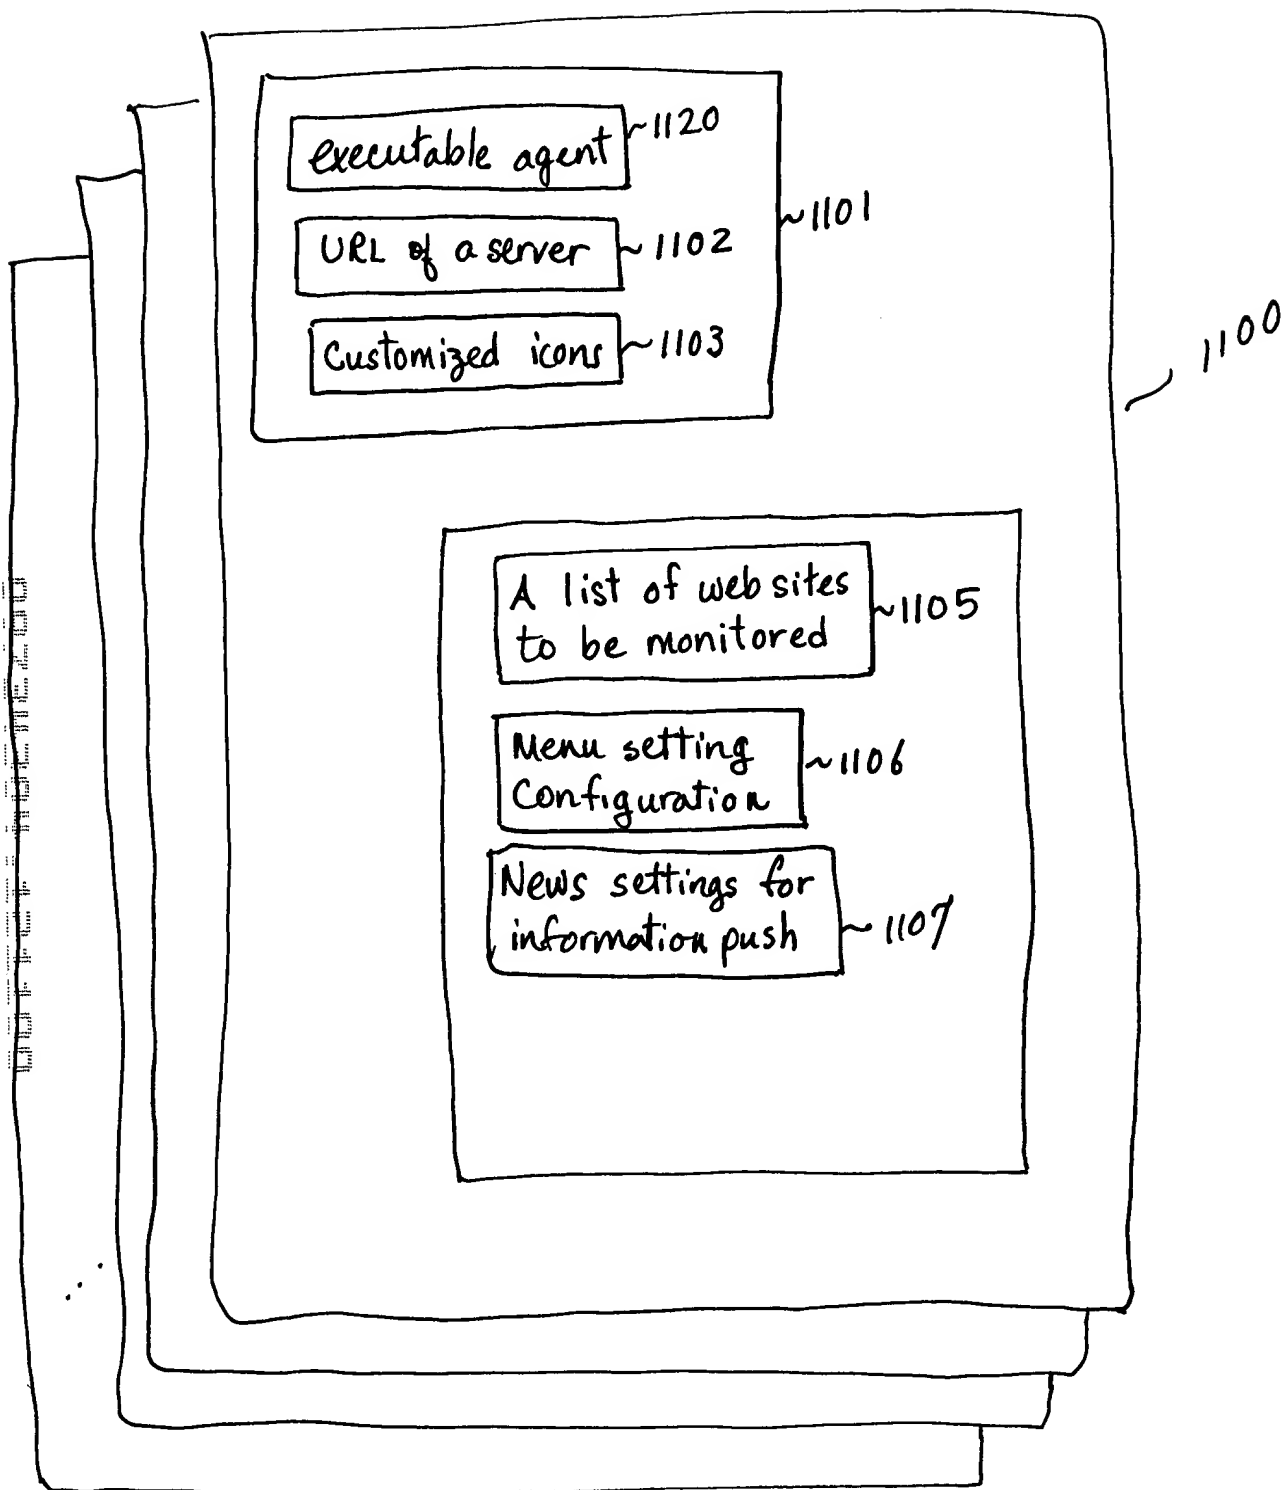 executable agent
1120
1101
URL of a server
1102
Customized icons
1103
1100
A list of web sites
to be monitored
1105
Menu setting
Configuration
1106
News settings for
information push
1107